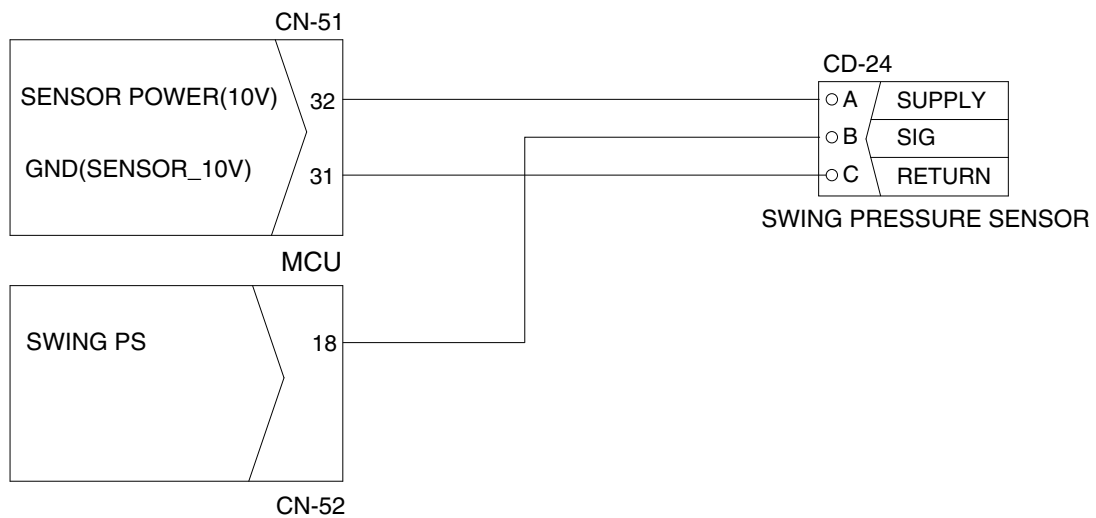 CN-51
SENSOR POWER(10V)
32
GND(SENSOR_10V)
31
MCU
SWING PS
18
CN-52
CD-24
A SUPPLY
B SIG
C RETURN
SWING PRESSURE SENSOR